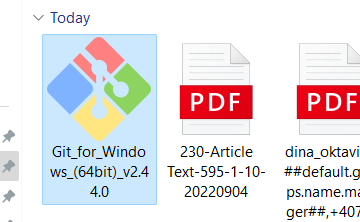 Today
Git_for_Windo
ws_(64bit)_v2.4
4.0
PDF
230-Article
Text-595-1-10-
20220904
PDF
dina_oktavi
##default.g
ps.name.ma
ger##,+407